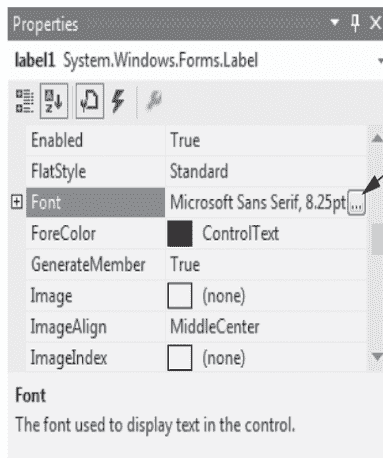 Properties
label1 System.Windows.Forms.Label
Enabled True
FlatStyle Standard
Font Microsoft Sans Serif, 8.25pt ...
ForeColor ControlText
GenerateMember True
Image (none)
ImageAlign MiddleCenter
ImageIndex (none)
Font
The font used to display text in the control.